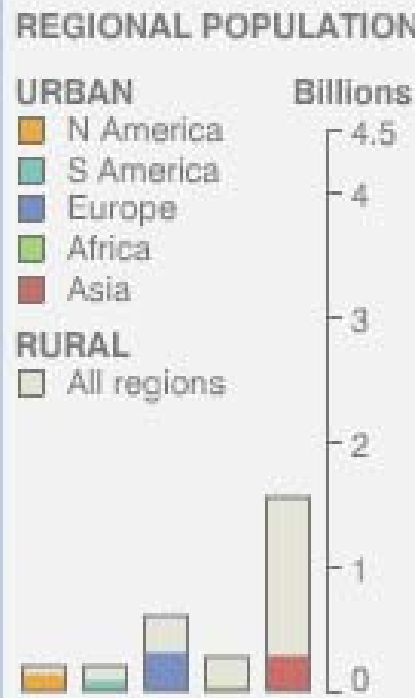 REGIONAL POPULATION
URBAN
N America
S America
Europe
Africa
Asia
RURAL
All regions
Billions
4.5
4
3
2
1
0